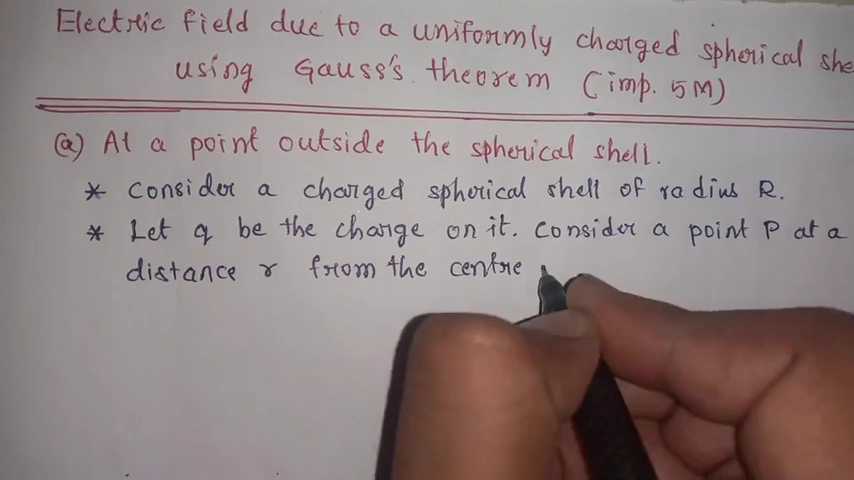 Electric field due to a uniformly charged spherical she
using Gauss's theorem (imp. 5M)
(a) At a point outside the spherical shell.
* Consider a charged spherical shell of radius R.
* Let q be the charge on it. Consider a point P at a
distance r from the centre